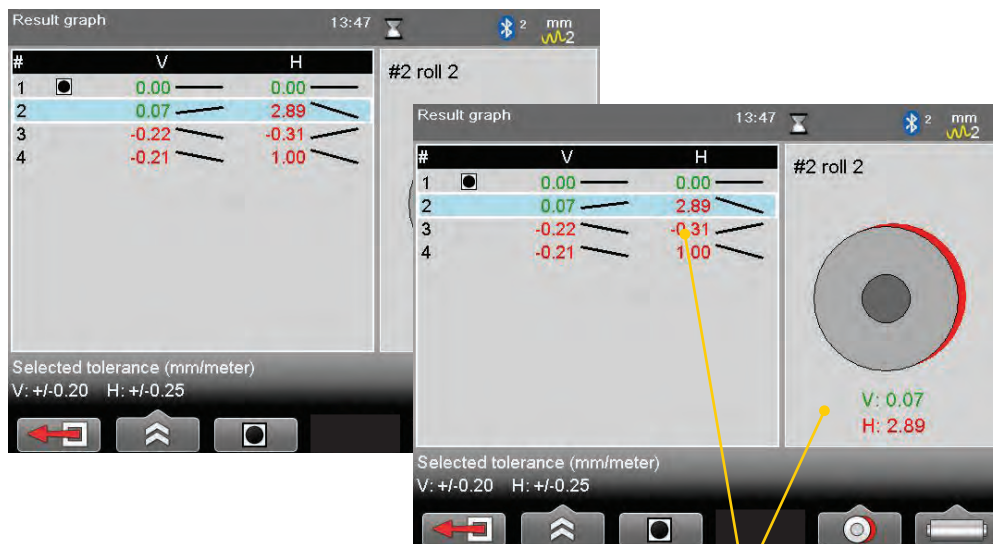 Result graph 13:47 2 mm
2
# V H
1 0.00 0.00
2 0.07 2.89
3 -0.22 -0.31
4 -0.21 1.00
#2 roll 2
Selected tolerance (mm/meter)
V: +/-0.20 H: +/-0.25
Result graph 13:47 2 mm
2
# V H
1 0.00 0.00
2 0.07 2.89
3 -0.22 -0.31
4 -0.21 1.00
#2 roll 2
V: 0.07
H: 2.89
Selected tolerance (mm/meter)
V: +/-0.20 H: +/-0.25